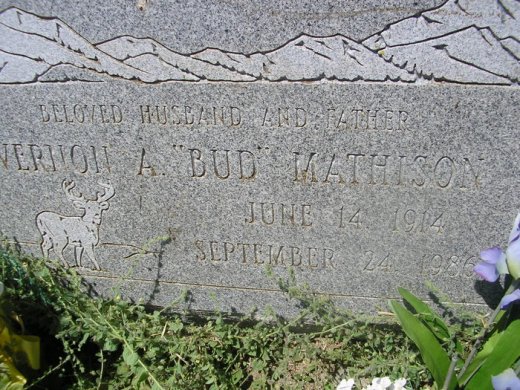 BELOVED HUSBAND AND FATHER
VERNON A. "BUD" MATHISON
JUNE 14 1914
SEPTEMBER 24 1986